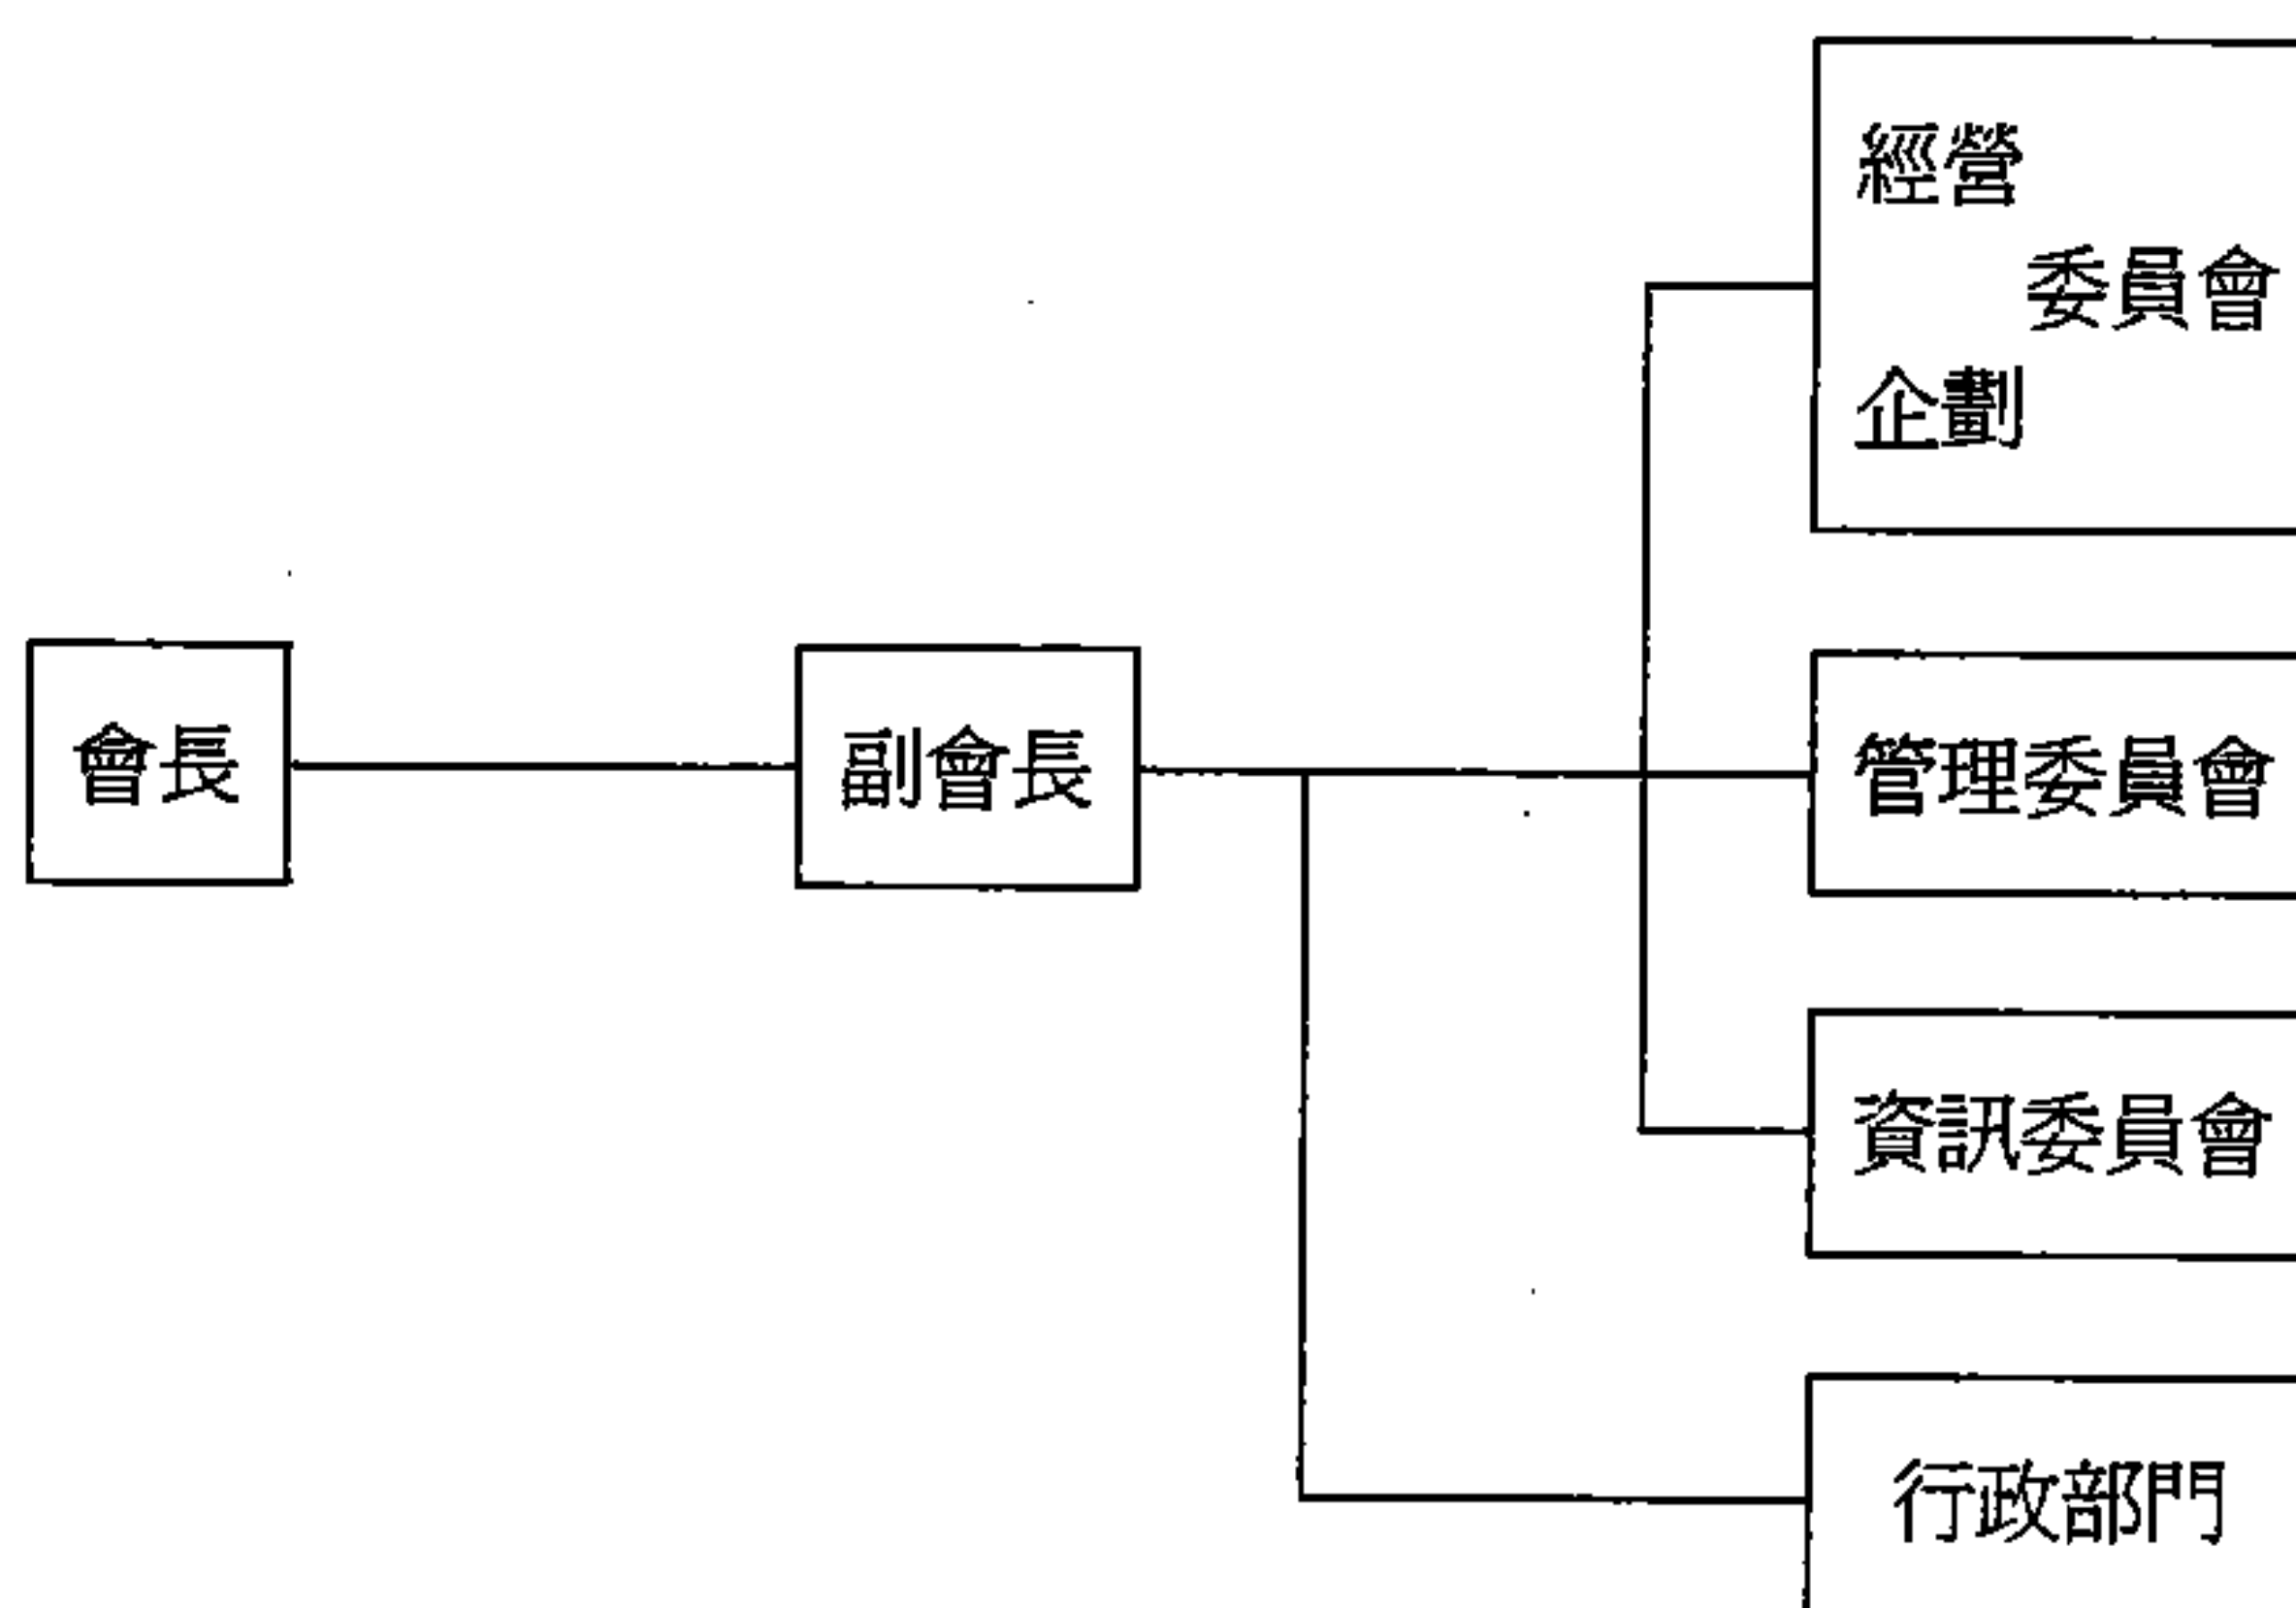 會長
副會長
經營
委員會
企劃
管理委員會
資訊委員會
行政部門